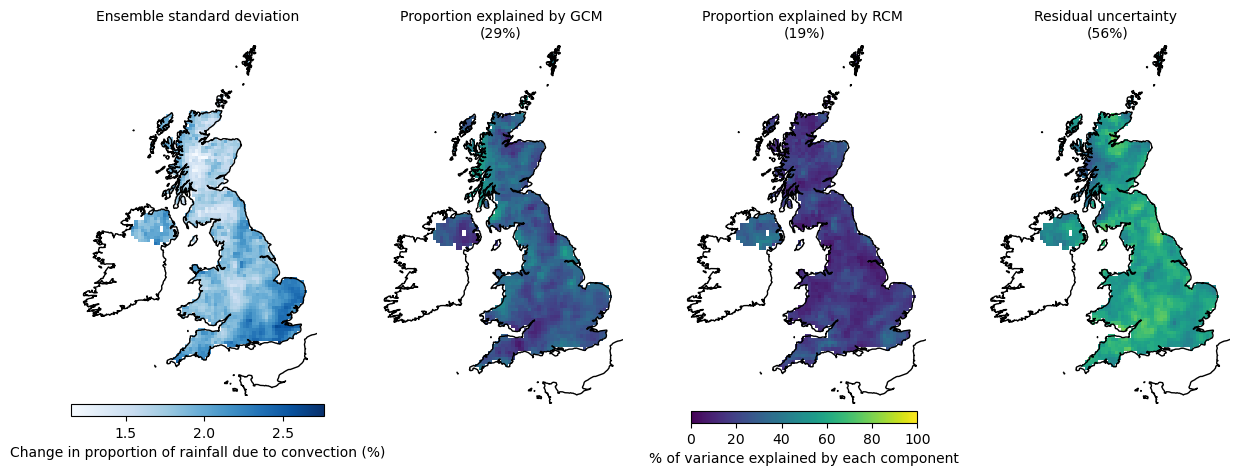 Ensemble standard deviation
Proportion explained by GCM
(29%)
Proportion explained by RCM
(19%)
Residual uncertainty
(56%)
1.5 2.0 2.5
Change in proportion of rainfall due to convection (%)
0 20 40 60 80 100
% of variance explained by each component